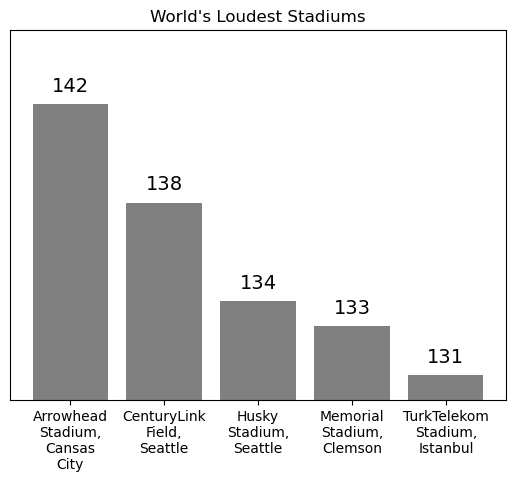 World's Loudest Stadiums
142
138
134
133
131
Arrowhead
Stadium,
Cansas
City
CenturyLink
Field,
Seattle
Husky
Stadium,
Seattle
Memorial
Stadium,
Clemson
TurkTelekom
Stadium,
Istanbul